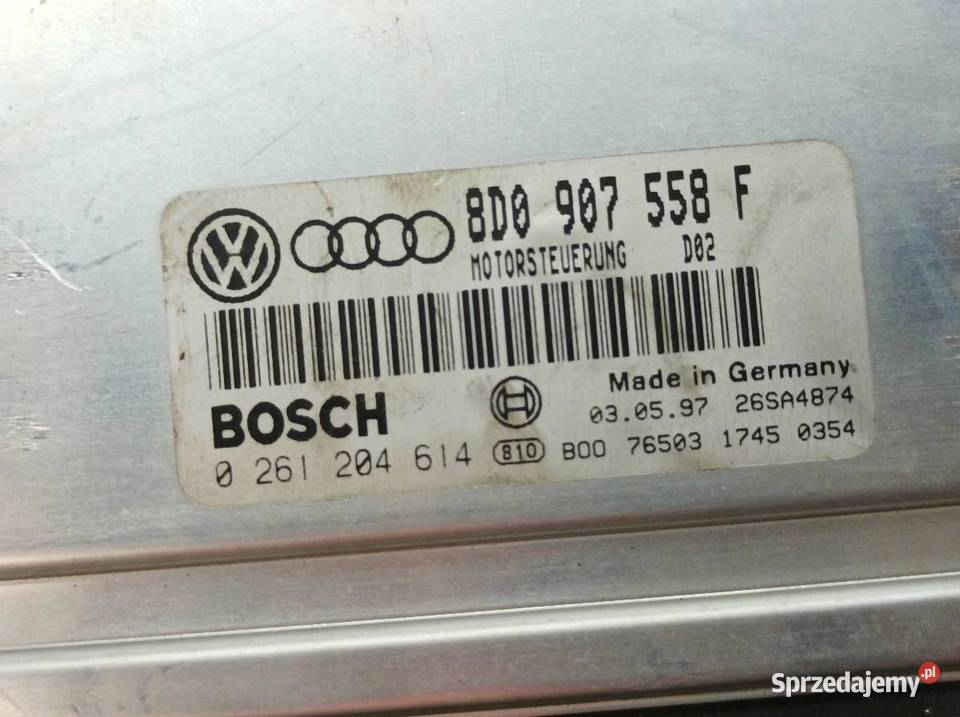 8D0 907 558 F
MOTORSTEUERUNG D02
Made in Germany
BOSCH 03.05.97 26SA4874
0 261 204 614 810 B00 76503 1745 0354
Sprzedajemy.pl